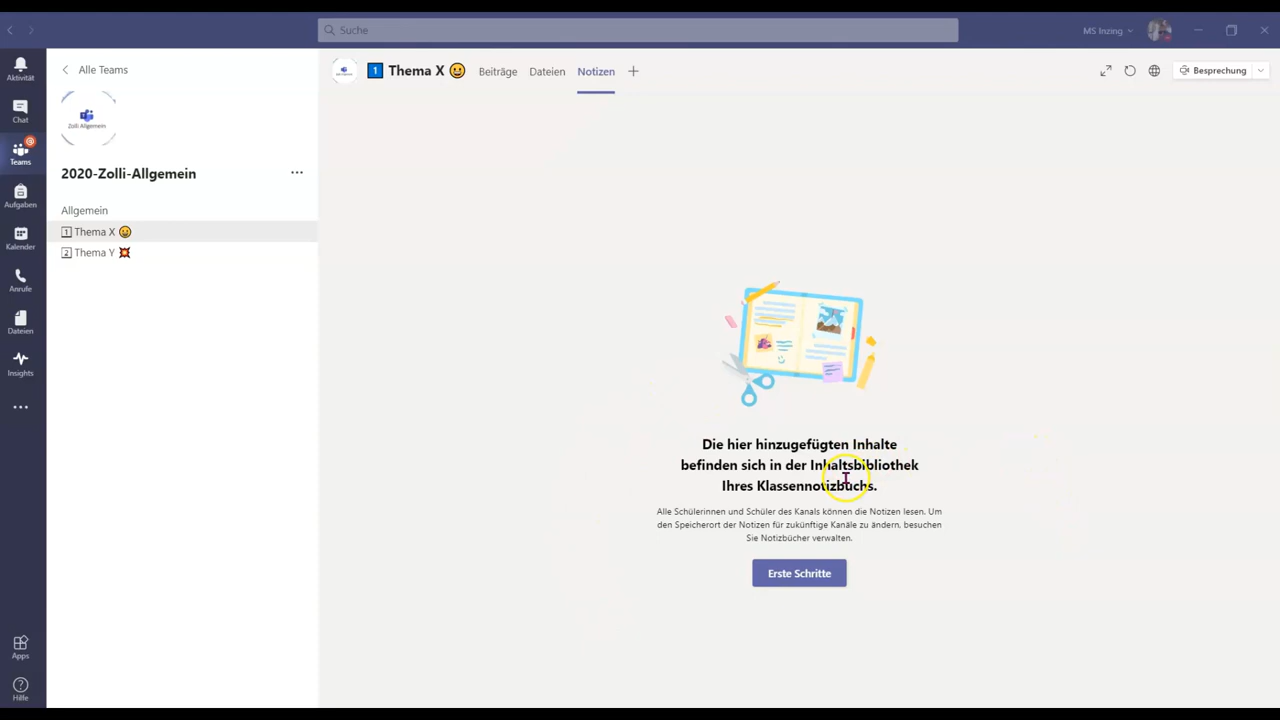 Suche
MS Inzing
Aktivität
Chat
Teams
Aufgaben
Kalender
Anrufe
Dateien
Insights
Apps
Hilfe
Alle Teams
Zolli Allgemein
2020-Zolli-Allgemein
Allgemein
1 Thema X
2 Thema Y
1 Thema X
Beiträge
Dateien
Notizen
Besprechung
Die hier hinzugefügten Inhalte
befinden sich in der Inhaltsbibliothek
Ihres Klassennotizbuchs.
Alle Schülerinnen und Schüler des Kanals können die Notizen lesen. Um
den Speicherort der Notizen für zukünftige Kanäle zu ändern, besuchen
Sie Notizbücher verwalten.
Erste Schritte